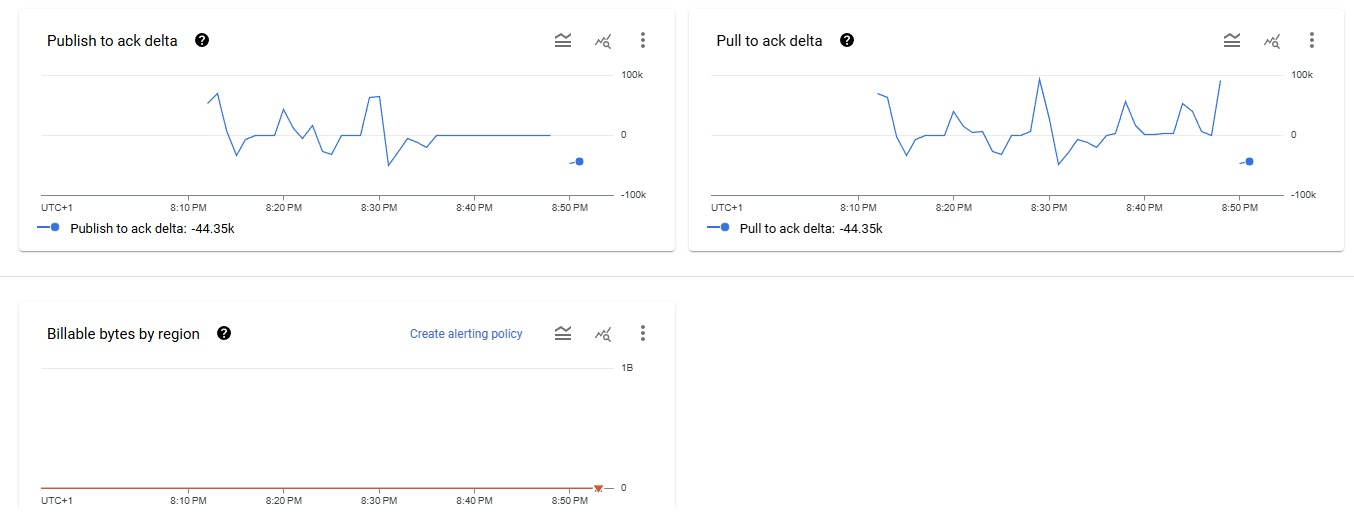 Publish to ack delta ?
100k
0
-100k
UTC+1 8:10 PM 8:20 PM 8:30 PM 8:40 PM 8:50 PM
Publish to ack delta: -44.35k
Pull to ack delta ?
100k
0
-100k
UTC+1 8:10 PM 8:20 PM 8:30 PM 8:40 PM 8:50 PM
Pull to ack delta: -44.35k
Billable bytes by region ? Create alerting policy
1B
0
UTC+1 8:10 PM 8:20 PM 8:30 PM 8:40 PM 8:50 PM